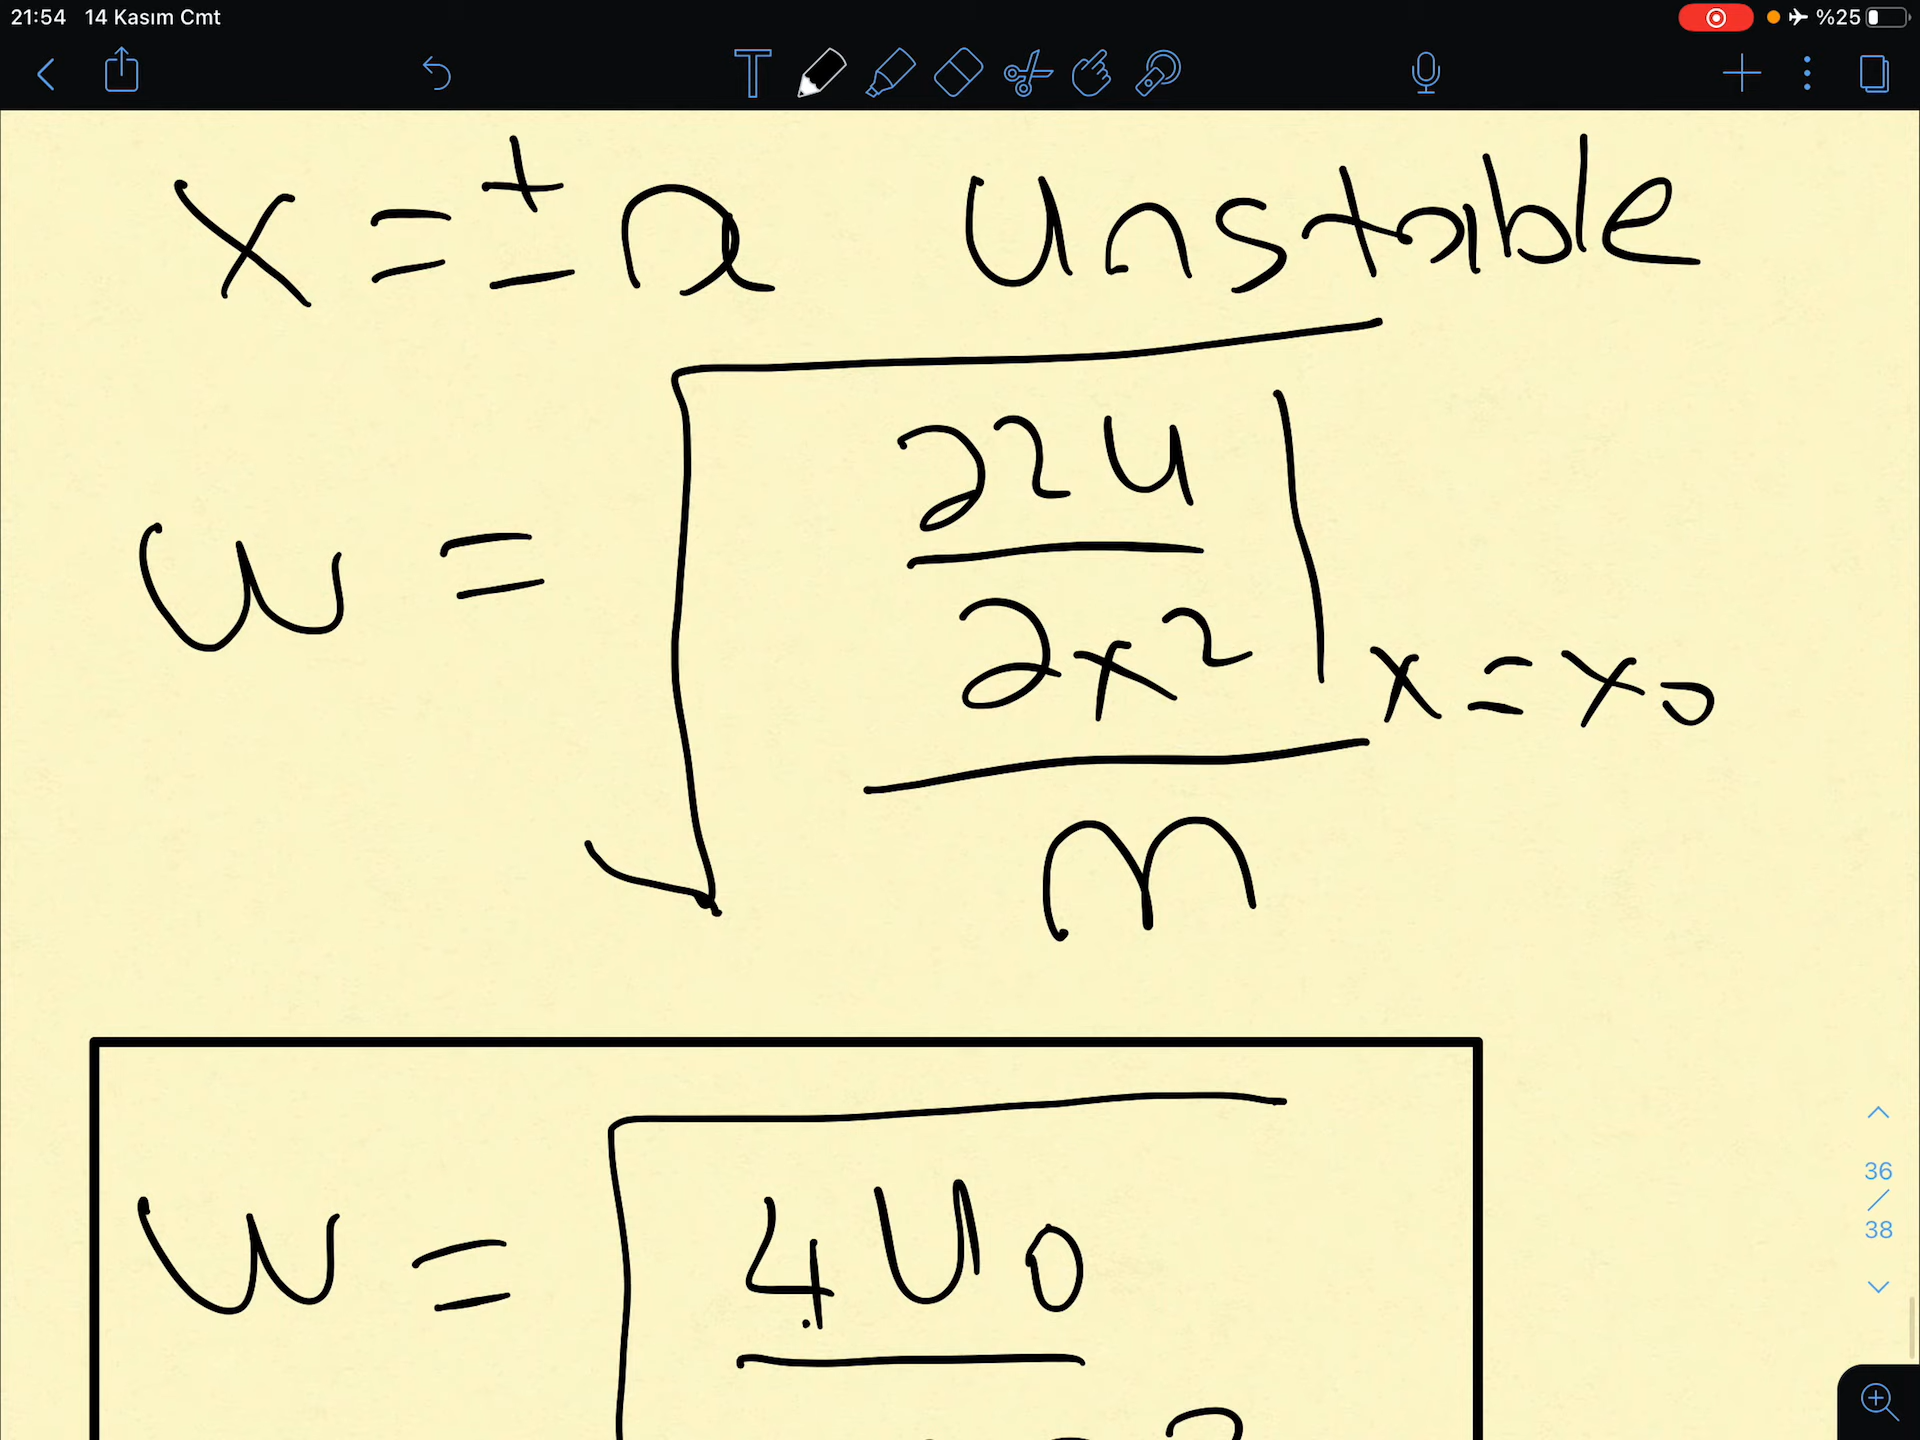 21:54 14 Kasım Cmt %25
T
x = ± a Unstable
w = √ ∂²U
∂x² | x = x₀
m
36
/
38
w = √ 4U₀